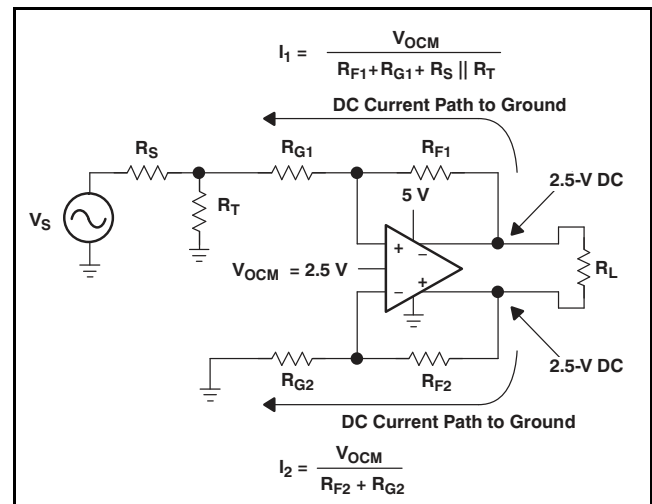 I1 = VOCM / RF1+RG1+ RS || RT
DC Current Path to Ground
RS
RG1
RF1
2.5-V DC
5 V
RT
VS
+
−
VOCM = 2.5 V
RL
−
+
2.5-V DC
RG2
RF2
DC Current Path to Ground
I2 = VOCM / RF2 + RG2